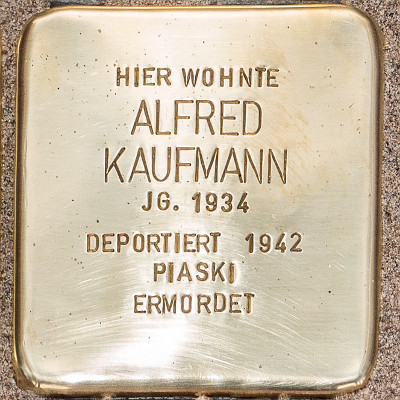 HIER WOHNTE
ALFRED
KAUFMANN
JG. 1934
DEPORTIERT 1942
PIASKI
ERMORDET